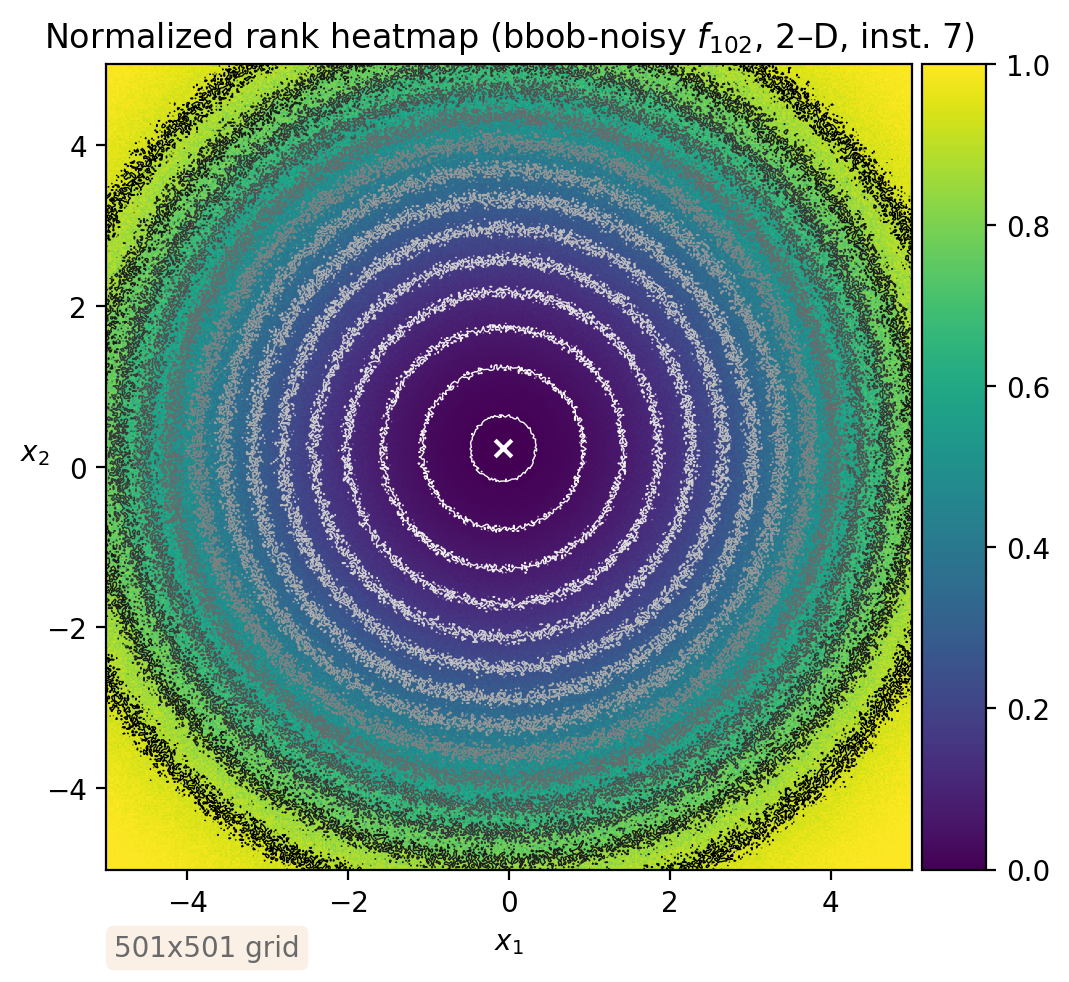 Normalized rank heatmap (bbob-noisy f102, 2–D, inst. 7)
1.0
0.8
0.6
0.4
0.2
0.0
4
2
0
−2
−4
x2
−4 −2 0 2 4
x1
501x501 grid